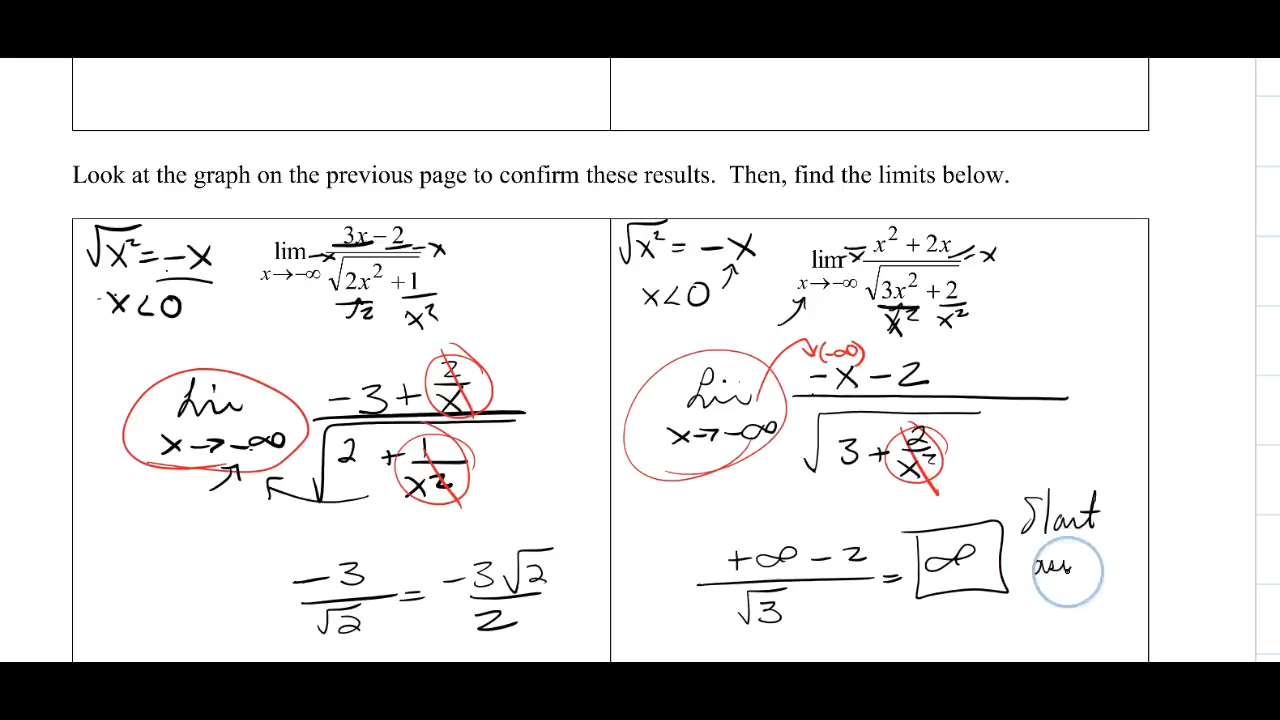 Look at the graph on the previous page to confirm these results. Then, find the limits below.
√x² = -x
x < 0
lim x→-∞
3x - 2
√2x² + 1
-x
-x
x²
x²
Lim
x → -∞
-3 + 2/x
√2 + 1/x²
-3/√2 = -3√2/2
√x² = -x
x < 0
lim x→-∞
x² + 2x
√3x² + 2
-x
-x
x²
x²
Lim
x → -∞
(-∞)
-x - 2
√3 + 2/x²
+∞ - 2/√3 = ∞
Slant